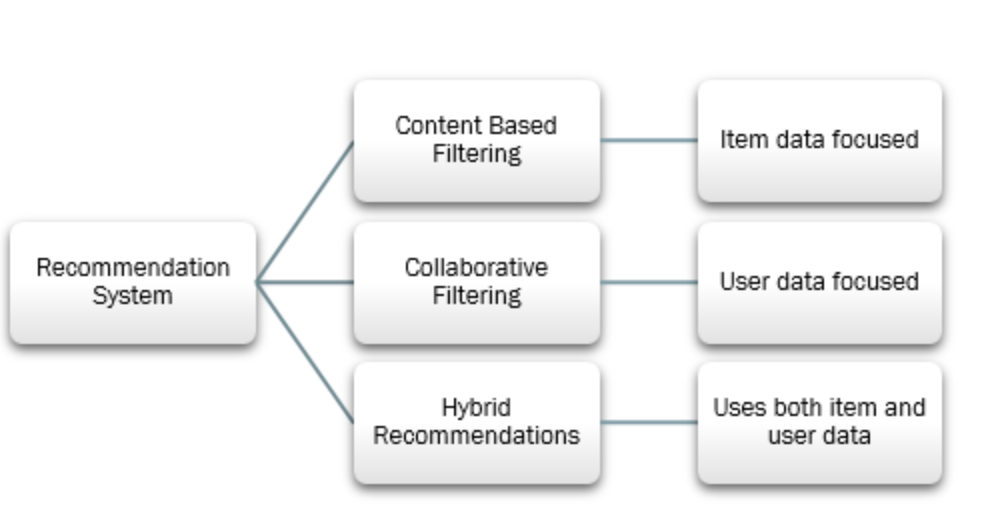 Content Based
Filtering
Item data focused
Recommendation
System
Collaborative
Filtering
User data focused
Hybrid
Recommendations
Uses both item and
user data